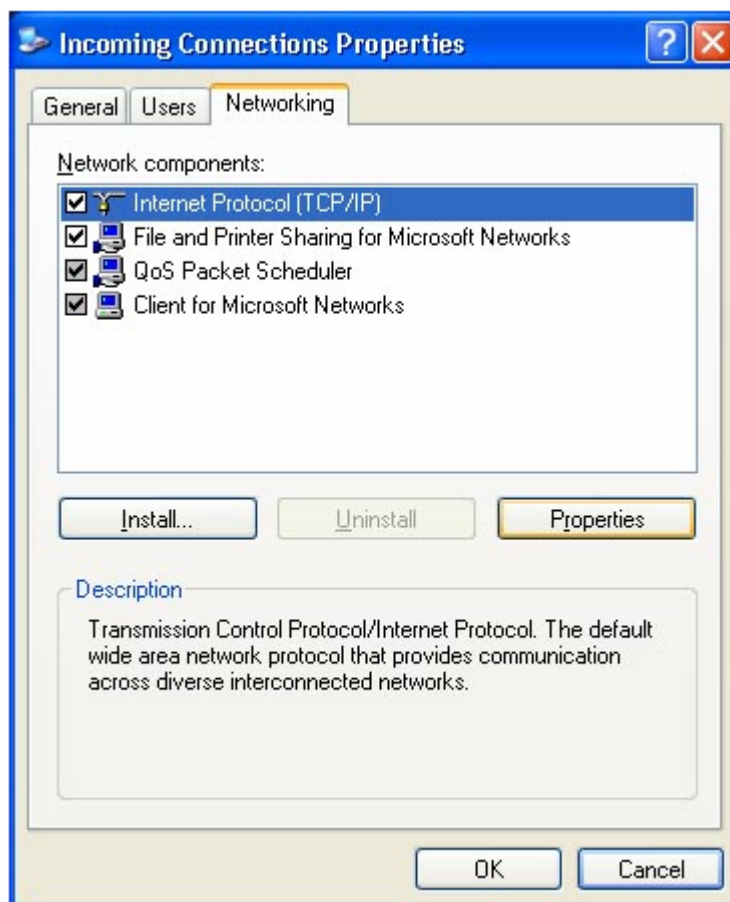 Incoming Connections Properties
General Users Networking
Network components:
Internet Protocol (TCP/IP)
File and Printer Sharing for Microsoft Networks
QoS Packet Scheduler
Client for Microsoft Networks
Install... Uninstall Properties
Description
Transmission Control Protocol/Internet Protocol. The default
wide area network protocol that provides communication
across diverse interconnected networks.
OK Cancel